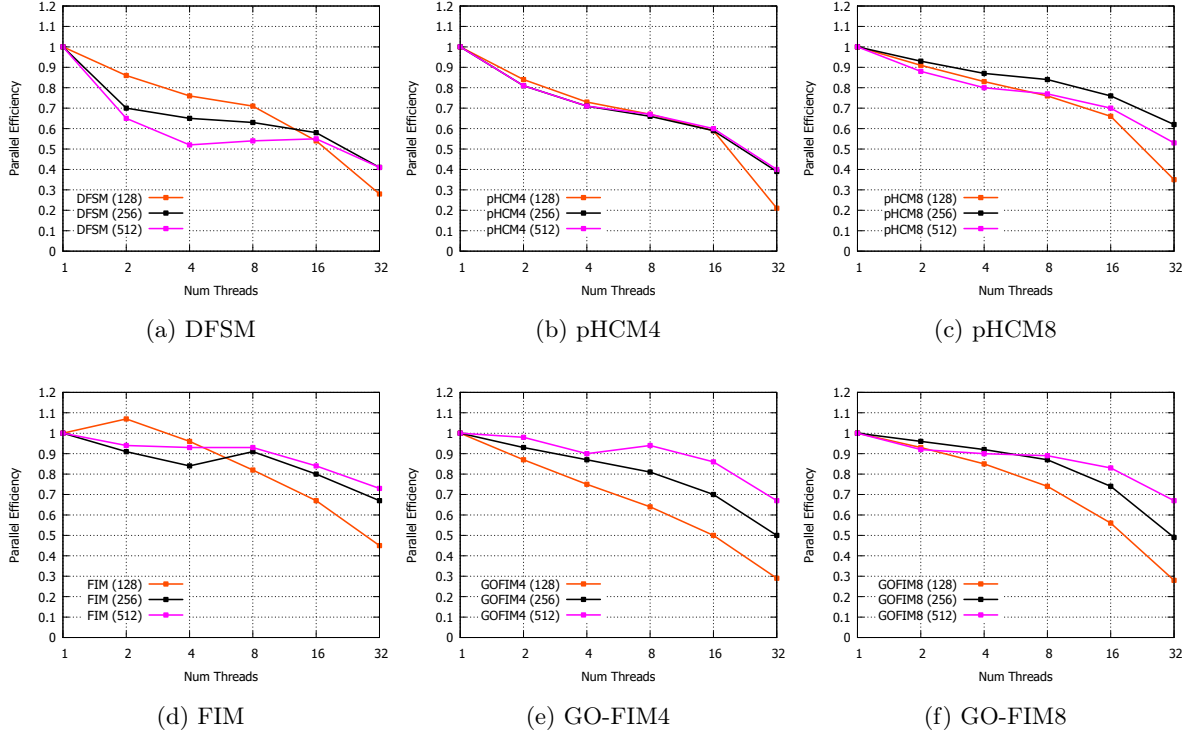 1.2
1.1
1
0.9
0.8
0.7
0.6
0.5
0.4
0.3
0.2
0.1
0
Parallel Efficiency
DFSM (128)
DFSM (256)
DFSM (512)
1 2 4 8 16 32
Num Threads
(a) DFSM
1.2
1.1
1
0.9
0.8
0.7
0.6
0.5
0.4
0.3
0.2
0.1
0
Parallel Efficiency
pHCM4 (128)
pHCM4 (256)
pHCM4 (512)
1 2 4 8 16 32
Num Threads
(b) pHCM4
1.2
1.1
1
0.9
0.8
0.7
0.6
0.5
0.4
0.3
0.2
0.1
0
Parallel Efficiency
pHCM8 (128)
pHCM8 (256)
pHCM8 (512)
1 2 4 8 16 32
Num Threads
(c) pHCM8
1.2
1.1
1
0.9
0.8
0.7
0.6
0.5
0.4
0.3
0.2
0.1
0
Parallel Efficiency
FIM (128)
FIM (256)
FIM (512)
1 2 4 8 16 32
Num Threads
(d) FIM
1.2
1.1
1
0.9
0.8
0.7
0.6
0.5
0.4
0.3
0.2
0.1
0
Parallel Efficiency
GOFIM4 (128)
GOFIM4 (256)
GOFIM4 (512)
1 2 4 8 16 32
Num Threads
(e) GO-FIM4
1.2
1.1
1
0.9
0.8
0.7
0.6
0.5
0.4
0.3
0.2
0.1
0
Parallel Efficiency
GOFIM8 (128)
GOFIM8 (256)
GOFIM8 (512)
1 2 4 8 16 32
Num Threads
(f) GO-FIM8